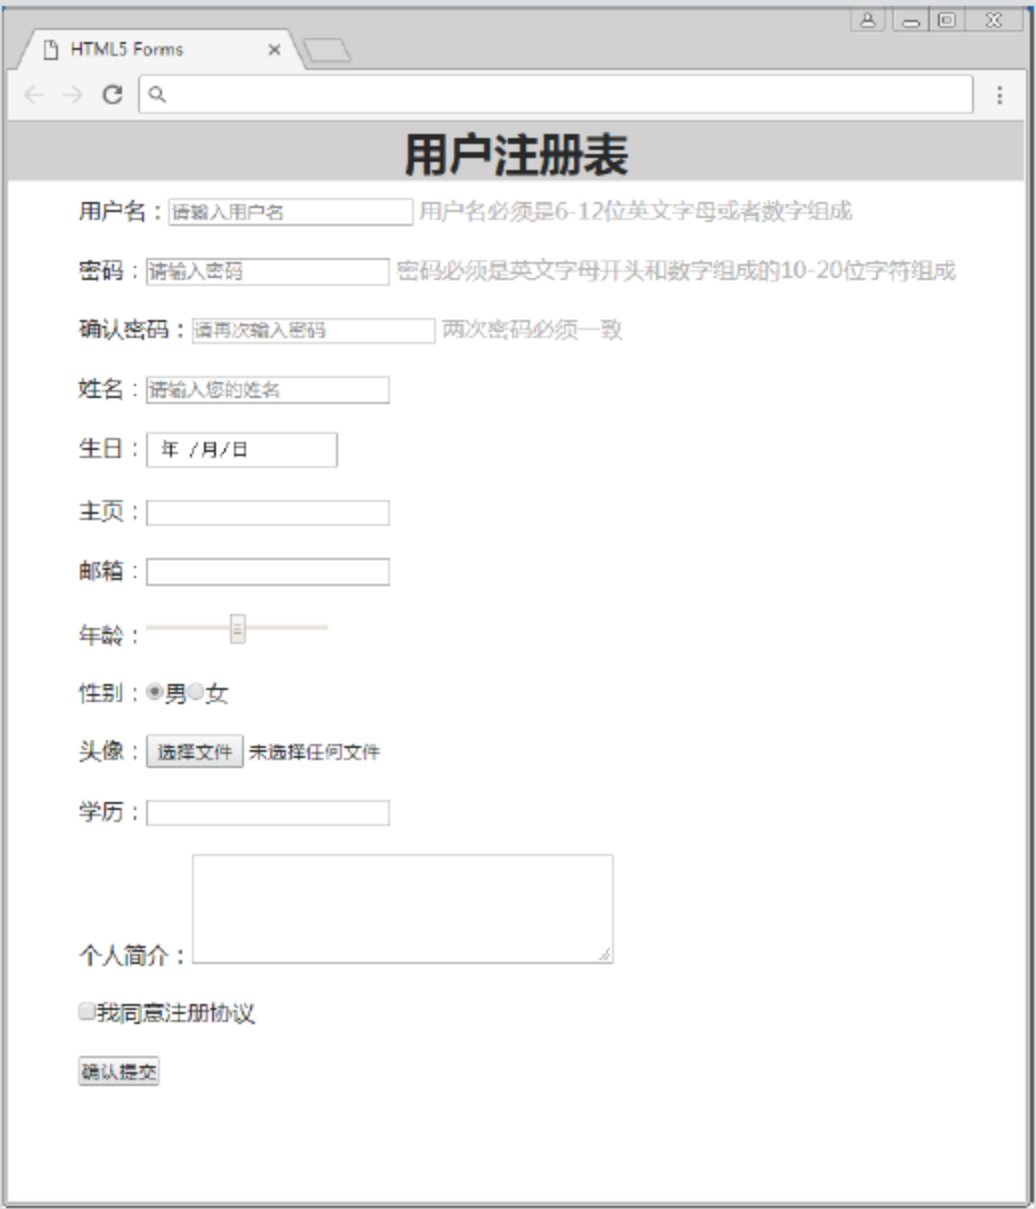 HTML5 Forms
用户注册表
用户名：请输入用户名 用户名必须是6-12位英文字母或者数字组成
密码：请输入密码 密码必须是英文字母开头和数字组成的10-20位字符组成
确认密码：请再次输入密码 两次密码必须一致
姓名：请输入您的姓名
生日：年 /月/日
主页：
邮箱：
年龄：
性别：男女
头像：选择文件 未选择任何文件
学历：
个人简介：
我同意注册协议
确认提交